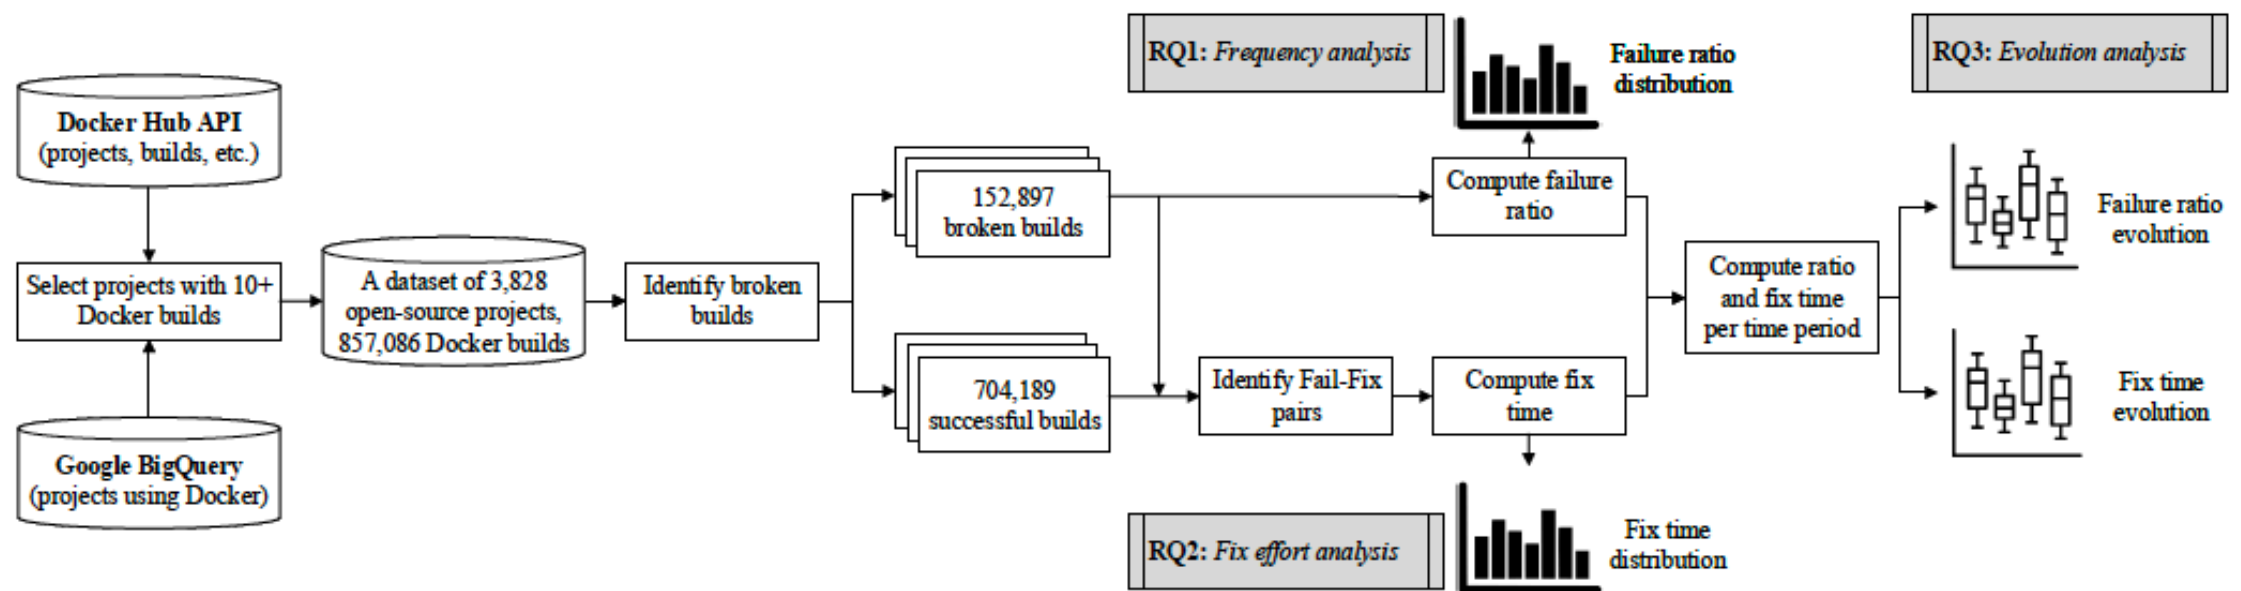 Docker Hub API
(projects, builds, etc.)
Select projects with 10+
Docker builds
Google BigQuery
(projects using Docker)
A dataset of 3,828
open-source projects,
857,086 Docker builds
Identify broken
builds
152,897
broken builds
704,189
successful builds
RQ1: Frequency analysis
Failure ratio
distribution
Compute failure
ratio
Identify Fail-Fix
pairs
Compute fix
time
RQ2: Fix effort analysis
Fix time
distribution
Compute ratio
and fix time
per time period
RQ3: Evolution analysis
Failure ratio
evolution
Fix time
evolution